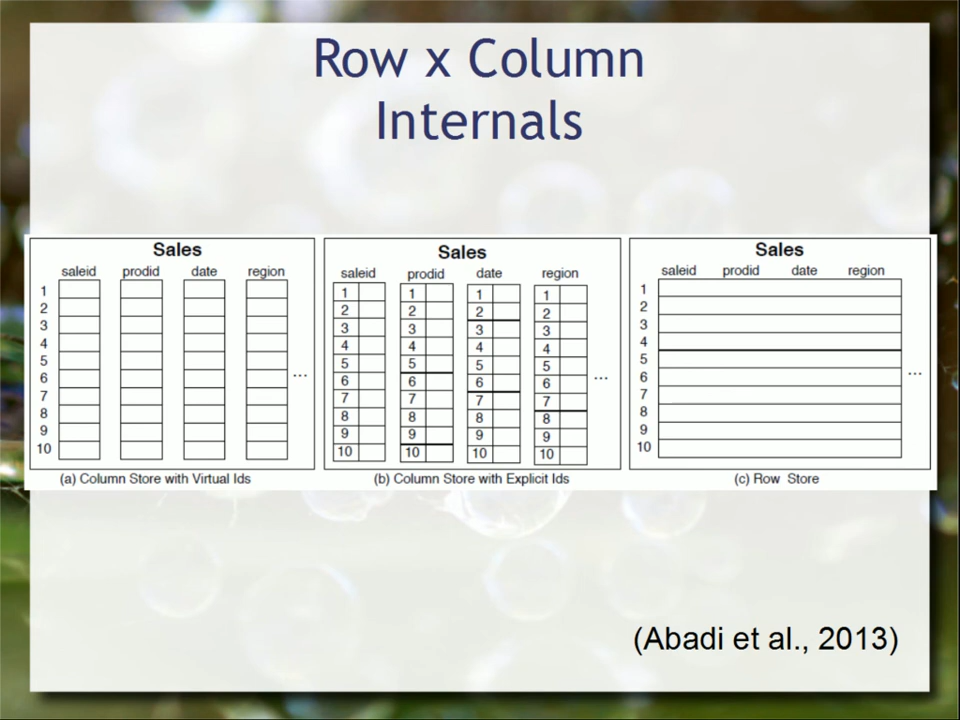 Row x Column
Internals
Sales
saleid prodid date region
1
2
3
4
5
6
7
8
9
10
...
(a) Column Store with Virtual Ids
Sales
saleid prodid date region
1 1 1 1
2 2 2 2
3 3 3 3
4 4 4 4
5 5 5 5
6 6 6 6
7 7 7 7
8 8 8 8
9 9 9 9
10 10 10 10
...
(b) Column Store with Explicit Ids
Sales
saleid prodid date region
1
2
3
4
5
6
7
8
9
10
...
(c) Row Store
(Abadi et al., 2013)